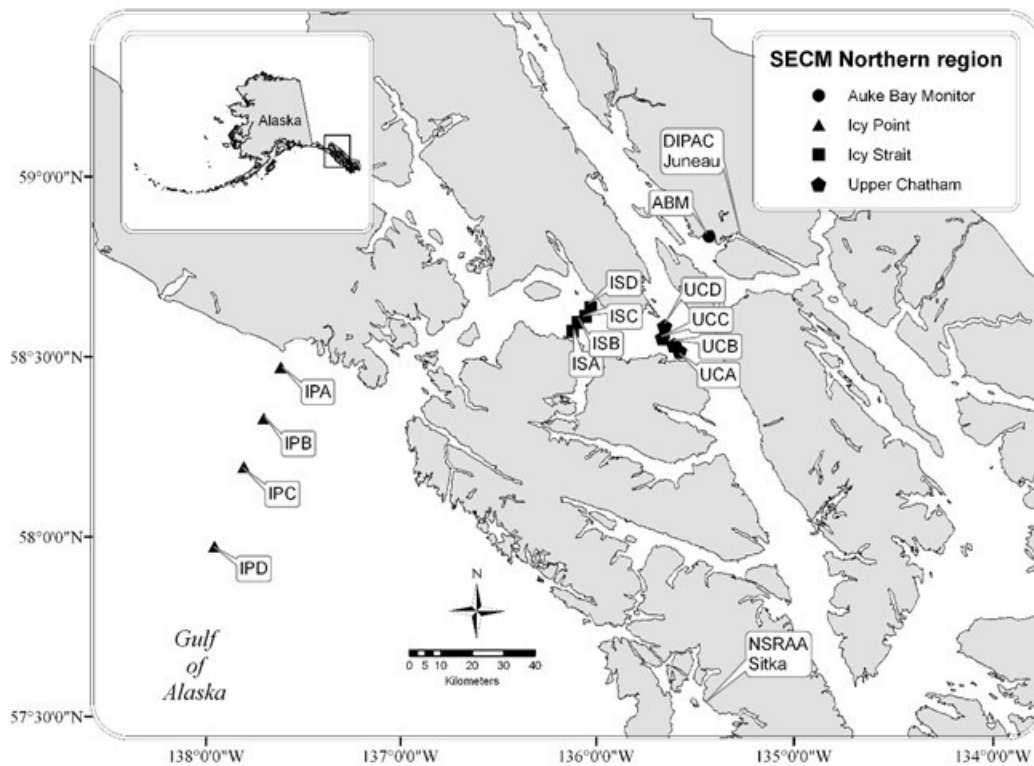 Alaska
SECM Northern region
Auke Bay Monitor
Icy Point
Icy Strait
Upper Chatham
DIPAC
Juneau
ABM
59°0'0"N
ISD
UCD
ISC
UCC
ISB
UCB
58°30'0"N
ISA
UCA
IPA
IPB
IPC
58°0'0"N
IPD
N
Gulf
of
Alaska
0 5 10 20 30 40
Kilometers
NSRAA
Sitka
57°30'0"N
138°0'0"W
137°0'0"W
136°0'0"W
135°0'0"W
134°0'0"W